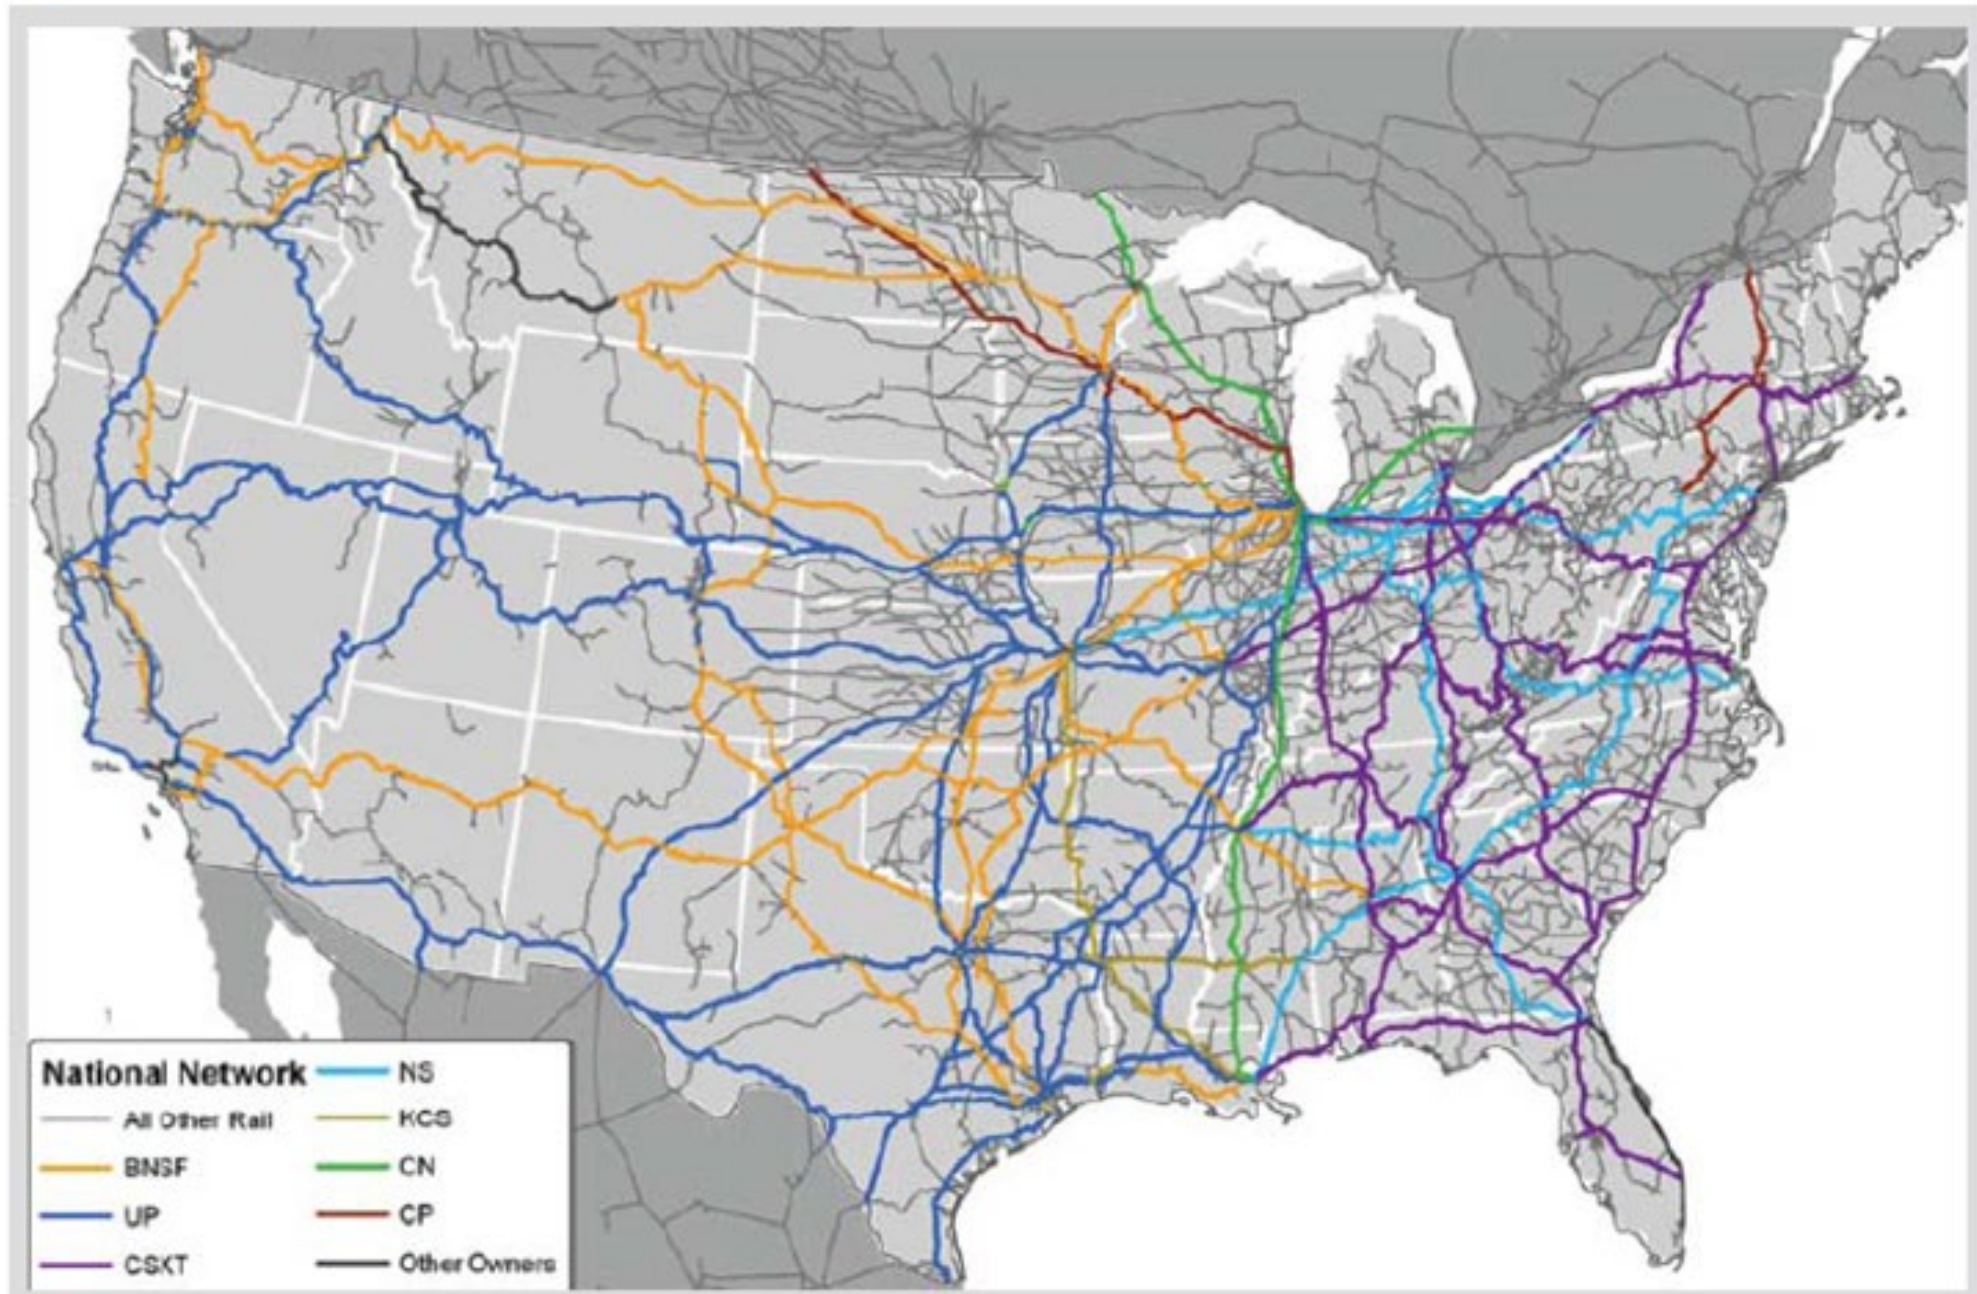 National Network
All Other Rail
BNSF
UP
CSKT
NS
KCS
CN
CP
Other Owners